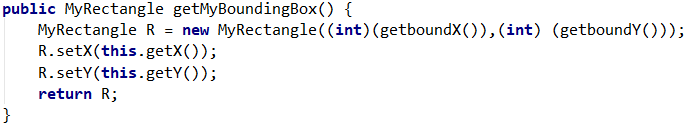 public MyRectangle getMyBoundingBox() {
    MyRectangle R = new MyRectangle((int)(getboundX()),(int) (getboundY()));
    R.setX(this.getX());
    R.setY(this.getY());
    return R;
}